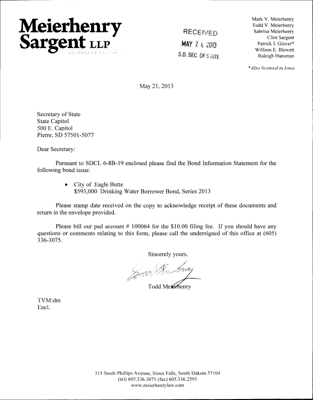 Meierhenry
Sargent LLP
Mark V. Meierhenry
Todd V. Meierhenry
Sabrina Meierhenry
Clint Sargent
Patrick J. Glover*
William E. Blewett
Raleigh Hansman
*Also licensed in Iowa
RECEIVED
MAY 24 2013
S.D. SEC. OF STATE
May 21, 2013
Secretary of State
State Capitol
500 E. Capitol
Pierre, SD 57501-5077
Dear Secretary:
Pursuant to SDCL 6-8B-19 enclosed please find the Bond Information Statement for the
following bond issue:
• City of Eagle Butte
$593,000 Drinking Water Borrower Bond, Series 2013
Please stamp date received on the copy to acknowledge receipt of these documents and
return in the envelope provided.
Please bill our pad account # 100064 for the $10.00 filing fee. If you should have any
questions or comments relating to this form, please call the undersigned of this office at (605)
336-3075.
Sincerely yours,
Todd Meierhenry
TVM:dm
Encl.
315 South Phillips Avenue, Sioux Falls, South Dakota 57104
(tel) 605.336.3075 (fax) 605.336.2593
www.meierhenrylaw.com